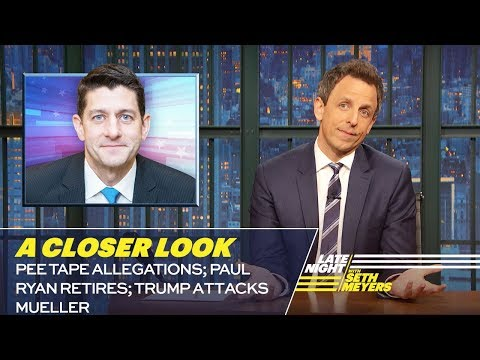 A CLOSER LOOK
PEE TAPE ALLEGATIONS; PAUL
RYAN RETIRES; TRUMP ATTACKS
MUELLER
LATE
NIGHT
WITH
SETH
MEYERS